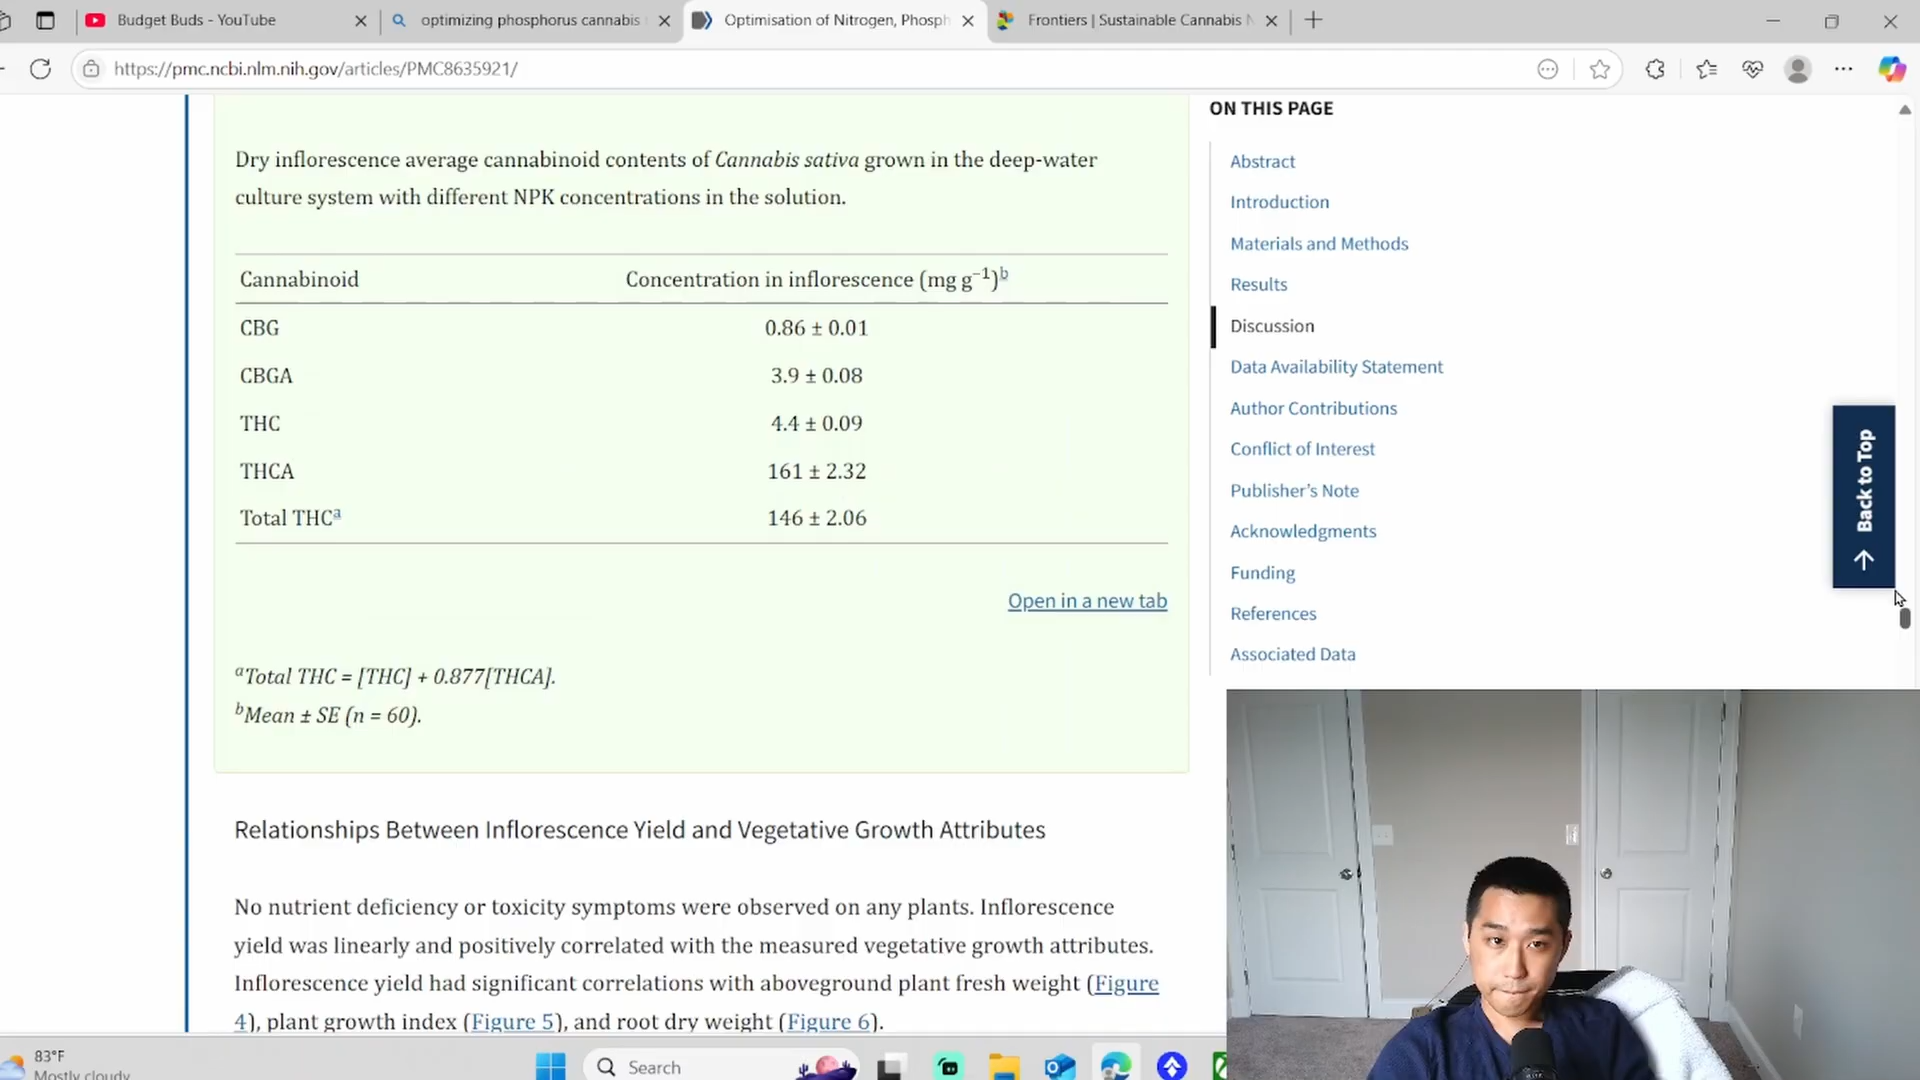 Budget Buds - YouTube
optimizing phosphorus cannabis
Optimisation of Nitrogen, Phosph
Frontiers | Sustainable Cannabis N
https://pmc.ncbi.nlm.nih.gov/articles/PMC8635921/
Dry inflorescence average cannabinoid contents of Cannabis sativa grown in the deep-water
culture system with different NPK concentrations in the solution.
Cannabinoid Concentration in inflorescence (mg g⁻¹)ᵇ
CBG 0.86 ± 0.01
CBGA 3.9 ± 0.08
THC 4.4 ± 0.09
THCA 161 ± 2.32
Total THCᵃ 146 ± 2.06
Open in a new tab
ᵃTotal THC = [THC] + 0.877[THCA].
ᵇMean ± SE (n = 60).
Relationships Between Inflorescence Yield and Vegetative Growth Attributes
No nutrient deficiency or toxicity symptoms were observed on any plants. Inflorescence
yield was linearly and positively correlated with the measured vegetative growth attributes.
Inflorescence yield had significant correlations with aboveground plant fresh weight (Figure
4), plant growth index (Figure 5), and root dry weight (Figure 6).
ON THIS PAGE
Abstract
Introduction
Materials and Methods
Results
Discussion
Data Availability Statement
Author Contributions
Conflict of Interest
Publisher's Note
Acknowledgments
Funding
References
Associated Data
Back to Top
83°F
Mostly cloudy
Search